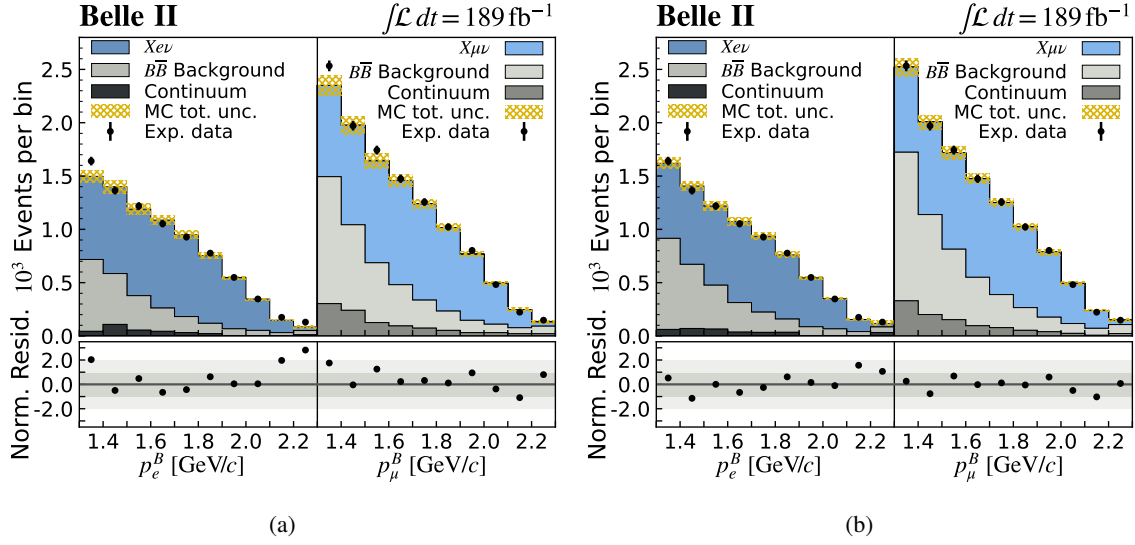 Belle II ∫ℒ dt = 189 fb⁻¹
10³ Events per bin
2.5
2.0
1.5
1.0
0.5
0.0
Xeν
BB̅ Background
Continuum
MC tot. unc.
Exp. data
Xμν
BB̅ Background
Continuum
MC tot. unc.
Exp. data
Norm. Resid.
2.0
0.0
-2.0
1.4 1.6 1.8 2.0 2.2 1.4 1.6 1.8 2.0 2.2
p_e^B [GeV/c] p_μ^B [GeV/c]
(a)
Belle II ∫ℒ dt = 189 fb⁻¹
10³ Events per bin
2.5
2.0
1.5
1.0
0.5
0.0
Xeν
BB̅ Background
Continuum
MC tot. unc.
Exp. data
Xμν
BB̅ Background
Continuum
MC tot. unc.
Exp. data
Norm. Resid.
2.0
0.0
-2.0
1.4 1.6 1.8 2.0 2.2 1.4 1.6 1.8 2.0 2.2
p_e^B [GeV/c] p_μ^B [GeV/c]
(b)